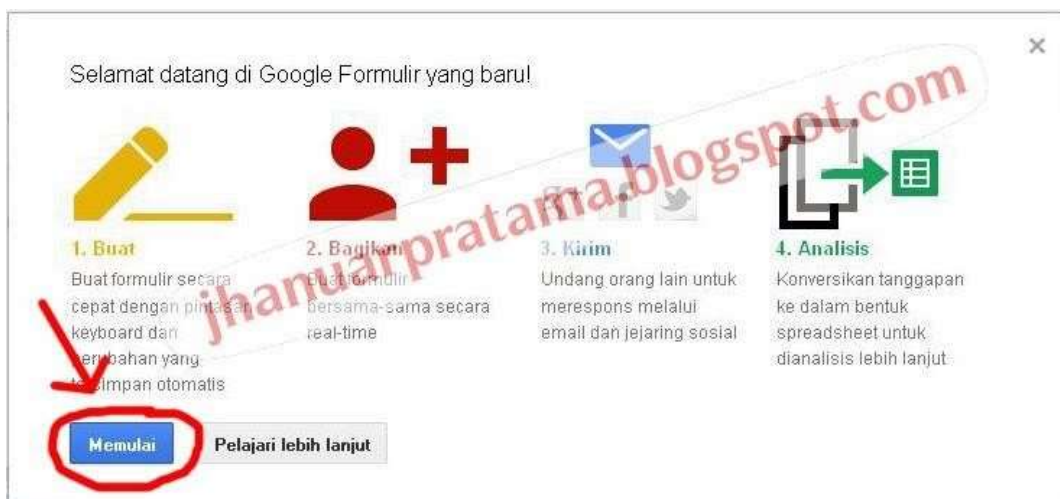 Selamat datang di Google Formulir yang baru!
1. Buat
Buat formulir secara
cepat dengan pintasan
keyboard dan
perubahan yang
tersimpan otomatis
2. Bagikan
Buat formulir
bersama-sama secara
real-time
3. Kirim
Undang orang lain untuk
merespons melalui
email dan jejaring sosial
4. Analisis
Konversikan tanggapan
ke dalam bentuk
spreadsheet untuk
dianalisis lebih lanjut
Memulai
Pelajari lebih lanjut
jhanuarpratama.blogspot.com